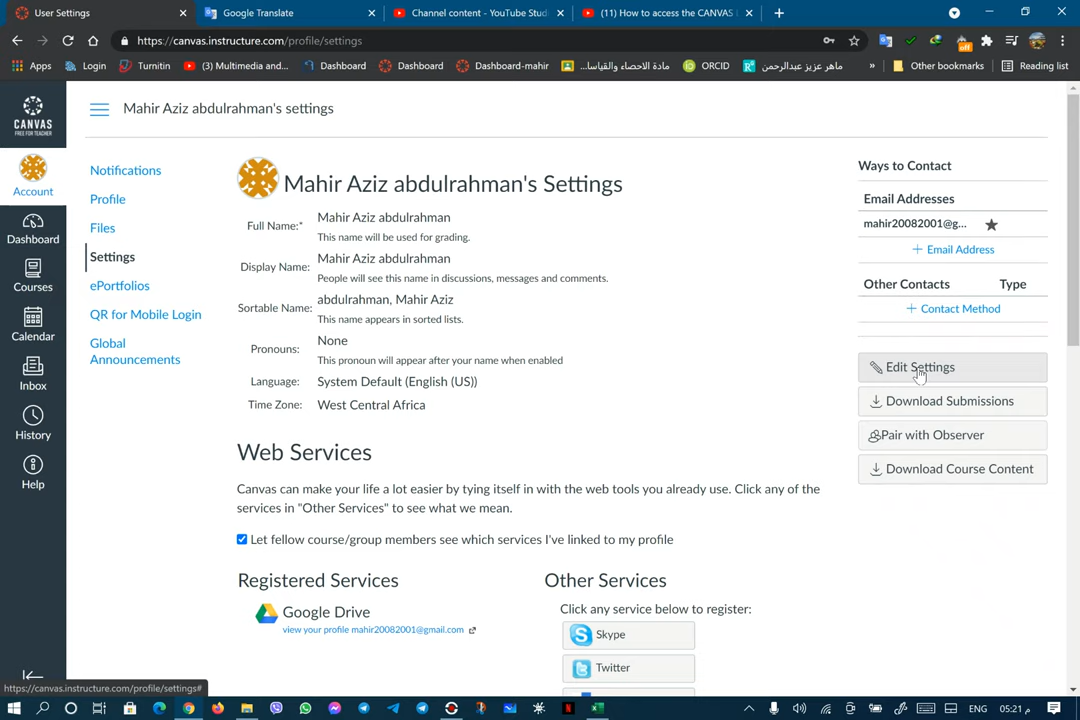 User Settings
Google Translate
Channel content - YouTube Studi
(11) How to access the CANVAS L
https://canvas.instructure.com/profile/settings
Apps
Login
Turnitin
(3) Multimedia and...
Dashboard
Dashboard
Dashboard-mahir
مادة الاحصاء والقياسا...
ORCID
ماهر عزيز عبدالرحمن
»
Other bookmarks
Reading list
CANVAS
FREE FOR TEACHER
Account
Dashboard
Courses
Calendar
Inbox
History
Help
Mahir Aziz abdulrahman's settings
Notifications
Profile
Files
Settings
ePortfolios
QR for Mobile Login
Global
Announcements
Mahir Aziz abdulrahman's Settings
Full Name:* Mahir Aziz abdulrahman
This name will be used for grading.
Display Name: Mahir Aziz abdulrahman
People will see this name in discussions, messages and comments.
Sortable Name: abdulrahman, Mahir Aziz
This name appears in sorted lists.
Pronouns: None
This pronoun will appear after your name when enabled
Language: System Default (English (US))
Time Zone: West Central Africa
Web Services
Canvas can make your life a lot easier by tying itself in with the web tools you already use. Click any of the
services in "Other Services" to see what we mean.
Let fellow course/group members see which services I've linked to my profile
Registered Services
Google Drive
view your profile mahir20082001@gmail.com
Other Services
Click any service below to register:
Skype
Twitter
Ways to Contact
Email Addresses
mahir20082001@g...
Email Address
Other Contacts Type
Contact Method
Edit Settings
Download Submissions
Pair with Observer
Download Course Content
https://canvas.instructure.com/profile/settings#
ENG
05:21 م